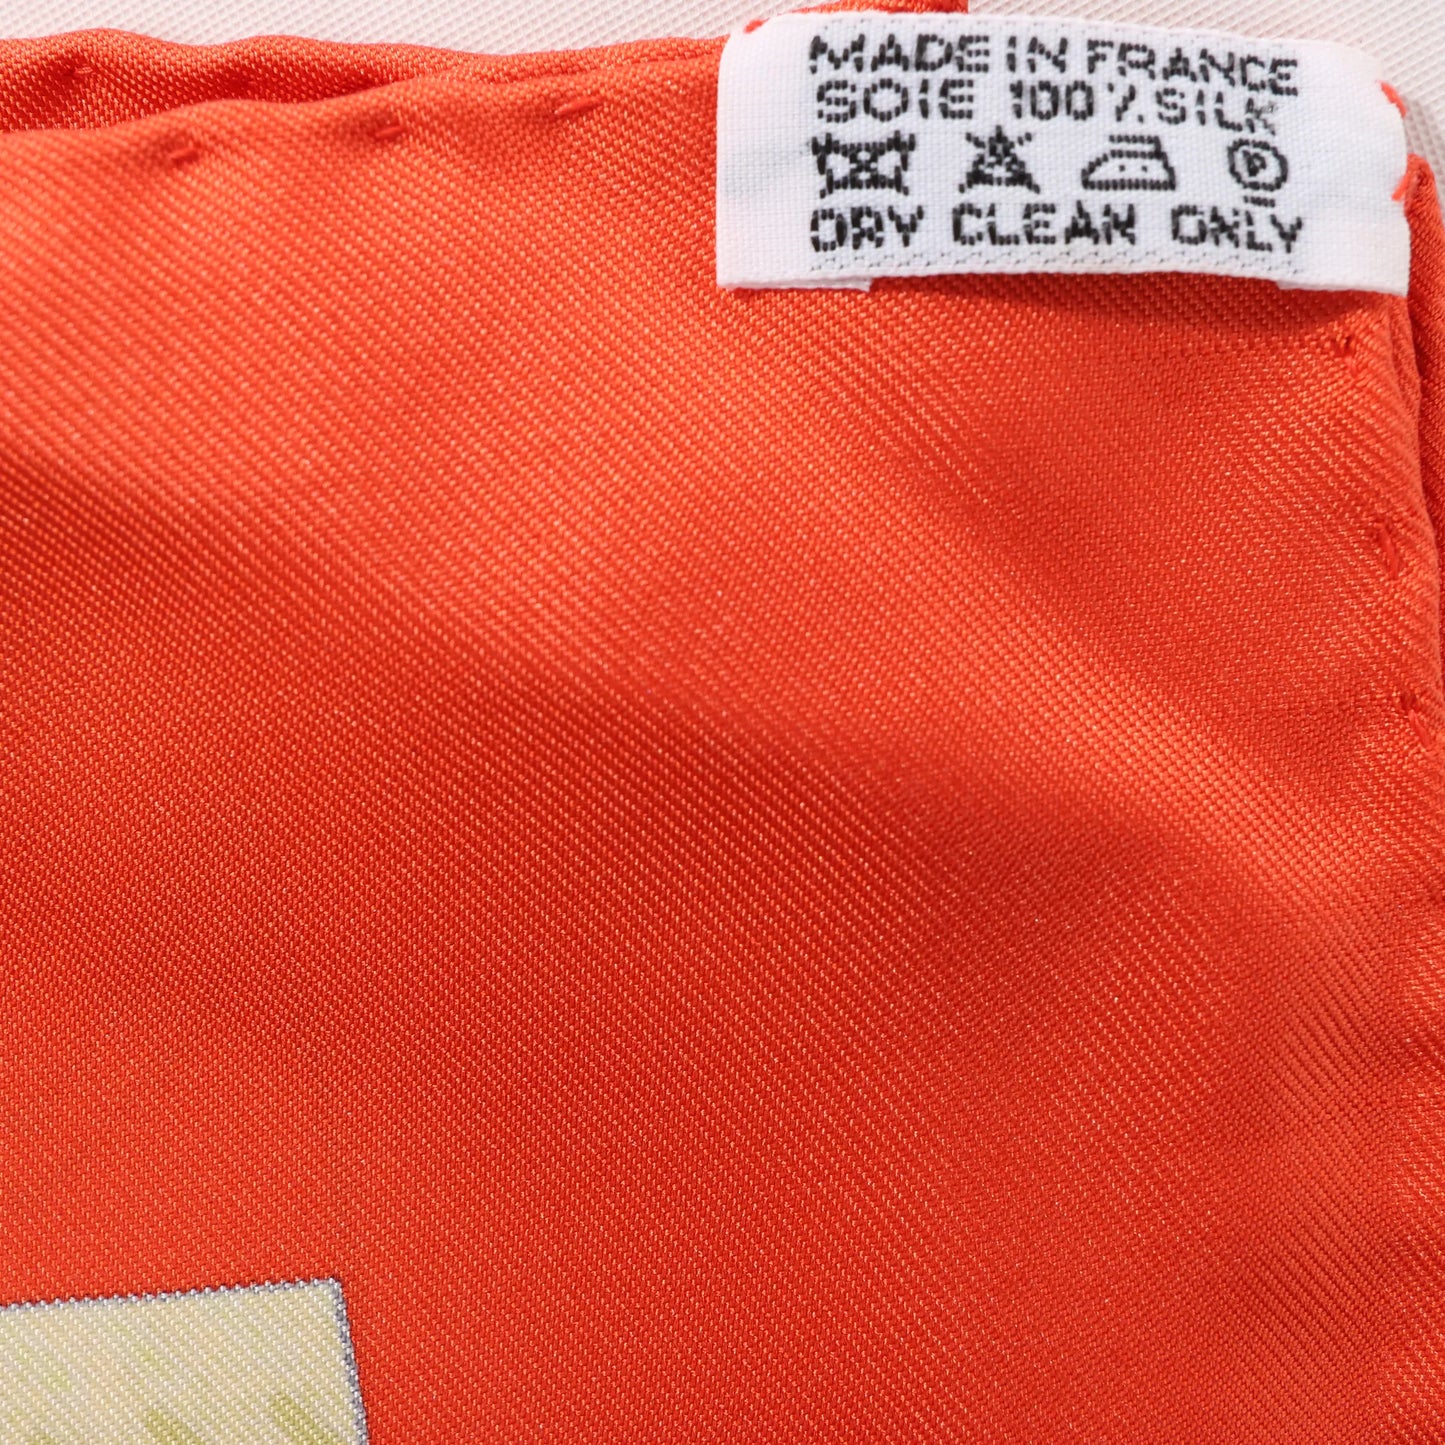 MADE IN FRANCE
SOIE 100% SILK
P
DRY CLEAN ONLY